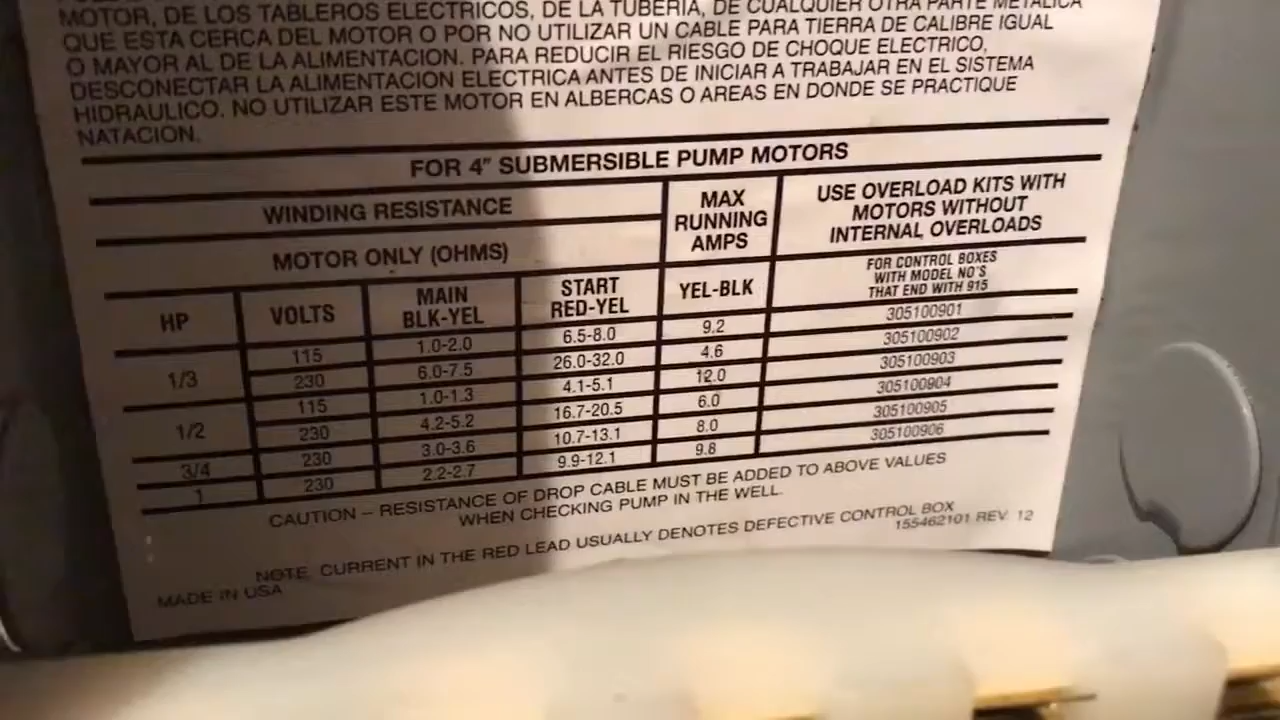 MOTOR, DE LOS TABLEROS ELECTRICOS, DE LA TUBERIA, DE CUALQUIER OTRA PARTE METALICA
QUE ESTA CERCA DEL MOTOR O POR NO UTILIZAR UN CABLE PARA TIERRA DE CALIBRE IGUAL
O MAYOR AL DE LA ALIMENTACION. PARA REDUCIR EL RIESGO DE CHOQUE ELECTRICO,
DESCONECTAR LA ALIMENTACION ELECTRICA ANTES DE INICIAR A TRABAJAR EN EL SISTEMA
HIDRAULICO. NO UTILIZAR ESTE MOTOR EN ALBERCAS O AREAS EN DONDE SE PRACTIQUE
NATACION.
FOR 4" SUBMERSIBLE PUMP MOTORS
WINDING RESISTANCE
MOTOR ONLY (OHMS)
MAX
RUNNING
AMPS
USE OVERLOAD KITS WITH
MOTORS WITHOUT
INTERNAL OVERLOADS
HP
VOLTS
MAIN
BLK-YEL
START
RED-YEL
YEL-BLK
FOR CONTROL BOXES
WITH MODEL NO'S
THAT END WITH 915
1/3 115 1.0-2.0 6.5-8.0 9.2 305100901
230 6.0-7.5 26.0-32.0 4.6 305100902
1/2 115 1.0-1.3 4.1-5.1 12.0 305100903
230 4.2-5.2 16.7-20.5 6.0 305100904
3/4 230 3.0-3.6 10.7-13.1 8.0 305100905
1 230 2.2-2.7 9.9-12.1 9.8 305100906
CAUTION – RESISTANCE OF DROP CABLE MUST BE ADDED TO ABOVE VALUES
WHEN CHECKING PUMP IN THE WELL.
NOTE CURRENT IN THE RED LEAD USUALLY DENOTES DEFECTIVE CONTROL BOX
155462101 REV. 12
MADE IN USA